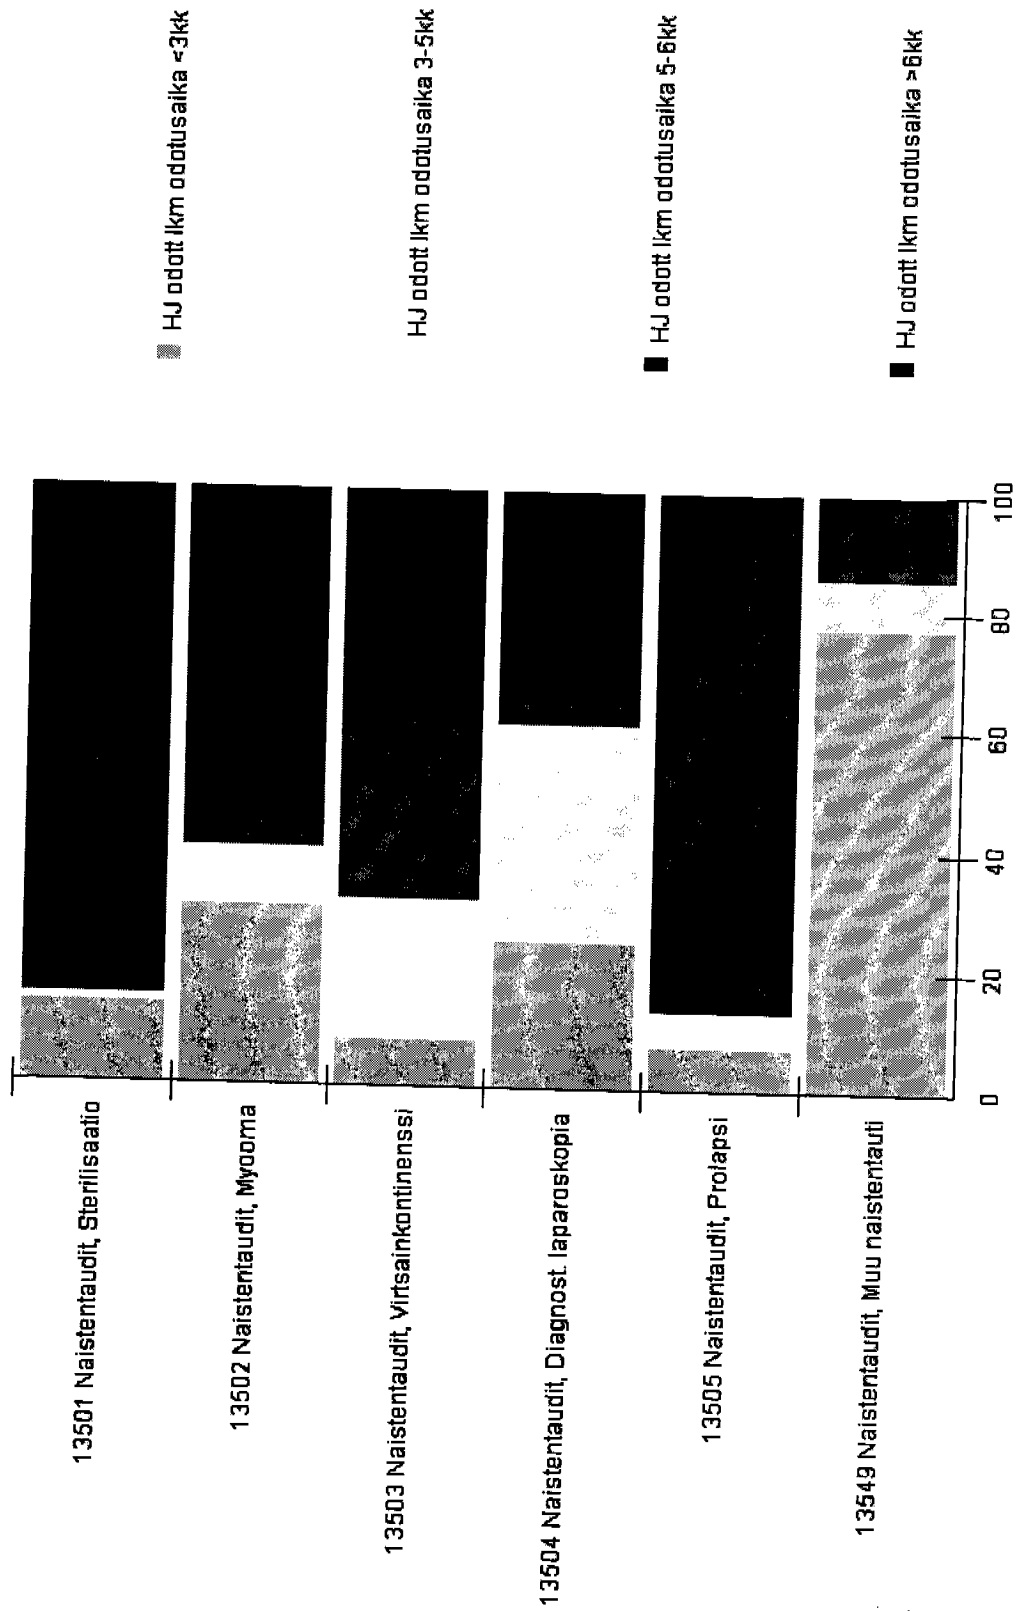 13501 Naistentaudit, Sterilisaatio
13502 Naistentaudit, Myooma
13503 Naistentaudit, Virtsainkontinenssi
13504 Naistentaudit, Diagnost. laparoskopia
13505 Naistentaudit, Prolapsi
13549 Naistentaudit, Muu naistentauti
0
20
40
60
80
100
HJ odott lkm odotusaika <3kk
HJ odott lkm odotusaika 3-5kk
HJ odott lkm odotusaika 5-6kk
HJ odott lkm odotusaika >6kk